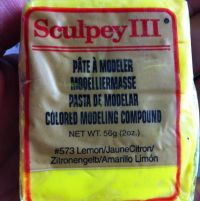 Sculpey III®
PÂTE À MODELER
MODELLIERMASSE
PASTA DE MODELAR
COLORED MODELING COMPOUND
NET WT. 56g (2oz.)
#573 Lemon/JauneCitron/
Zitronengelb/Amarillo Limón